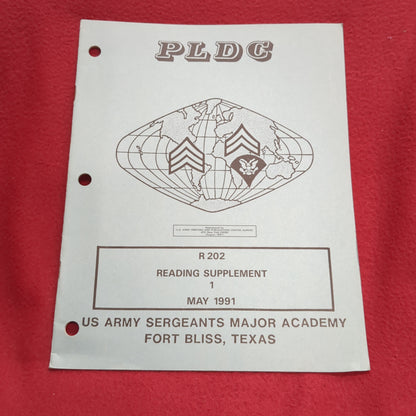 PLDC
R 202
READING SUPPLEMENT
1
MAY 1991
US ARMY SERGEANTS MAJOR ACADEMY
FORT BLISS, TEXAS